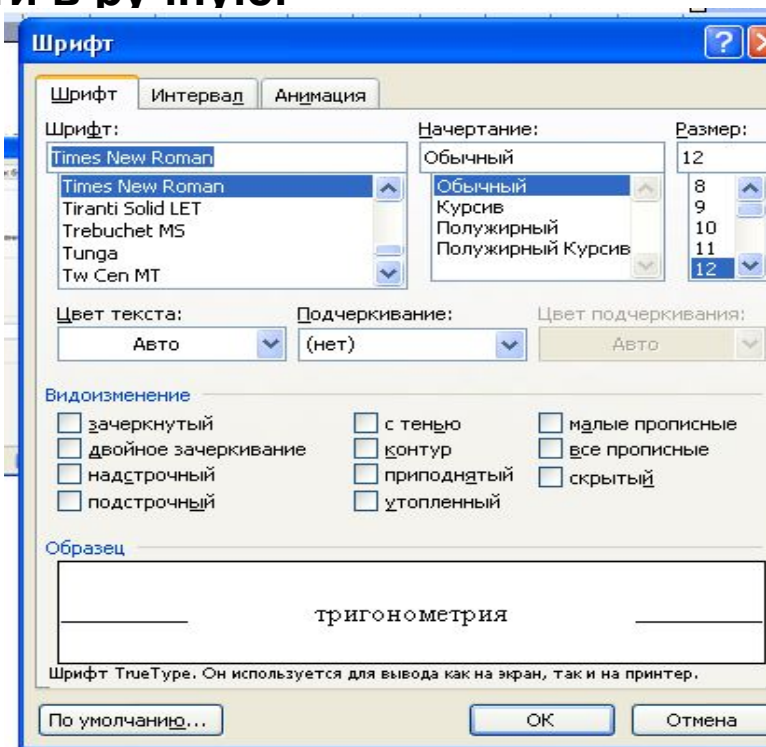 в ручную.
Шрифт
Шрифт Интервал Анимация
Шрифт: Начертание: Размер:
Times New Roman Обычный 12
Times New Roman Обычный 8
Tiranti Solid LET Курсив 9
Trebuchet MS Полужирный 10
Tunga Полужирный Курсив 11
Tw Cen MT 12
Цвет текста: Подчеркивание: Цвет подчеркивания:
Авто (нет) Авто
Видоизменение
зачеркнутый с тенью малые прописные
двойное зачеркивание контур все прописные
надстрочный приподнятый скрытый
подстрочный утопленный
Образец
тригонометрия
Шрифт TrueType. Он используется для вывода как на экран, так и на принтер.
По умолчанию... ОК Отмена